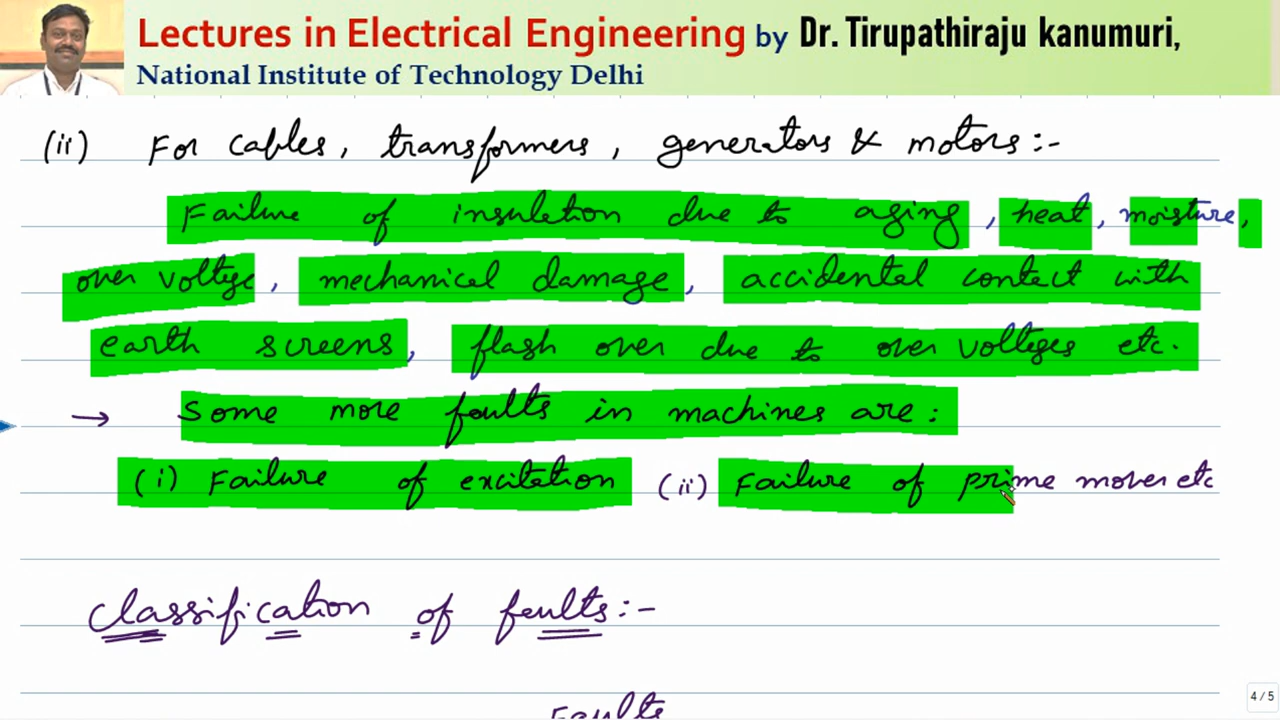 Lectures in Electrical Engineering by Dr. Tirupathiraju kanumuri,
National Institute of Technology Delhi
(ii) For cables, transformers, generators & motors:-
Failure of insulation due to aging, heat, moisture,
over voltege, mechanical damage, accidental contact with
earth screens, flash over due to over volteges etc.
→ Some more faults in machines are:
(i) Failure of excitation (ii) Failure of prime mover etc
classification of faults:-
Faults
4/5